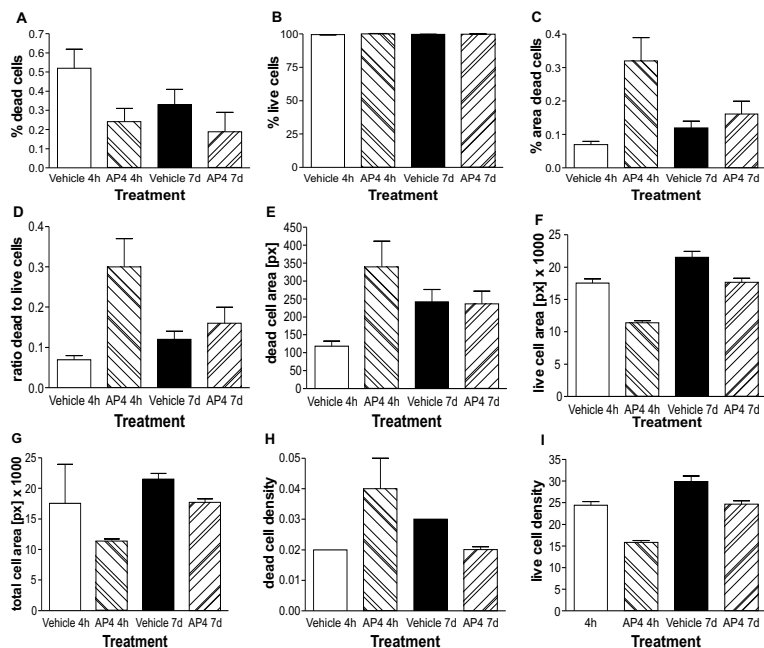 A
% dead cells
0.7
0.6
0.5
0.4
0.3
0.2
0.1
0.0
Vehicle 4h AP4 4h Vehicle 7d AP4 7d
Treatment
B
% live cells
100
75
50
25
0
Vehicle 4h AP4 4h Vehicle 7d AP4 7d
Treatment
C
% area dead cells
0.4
0.3
0.2
0.1
0.0
Vehicle 4h AP4 4h Vehicle 7d AP4 7d
Treatment
D
ratio dead to live cells
0.4
0.3
0.2
0.1
0.0
Vehicle 4h AP4 4h Vehicle 7d AP4 7d
Treatment
E
dead cell area [px]
450
400
350
300
250
200
150
100
50
0
Vehicle 4h AP4 4h Vehicle 7d AP4 7d
Treatment
F
live cell area [px] x 1000
25
20
15
10
5
0
Vehicle 4h AP4 4h Vehicle 7d AP4 7d
Treatment
G
total cell area [px] x 1000
25
20
15
10
5
0
Vehicle 4h AP4 4h Vehicle 7d AP4 7d
Treatment
H
dead cell density
0.05
0.04
0.03
0.02
0.01
0.00
Vehicle 4h AP4 4h Vehicle 7d AP4 7d
Treatment
I
live cell density
35
30
25
20
15
10
5
0
4h AP4 4h Vehicle 7d AP4 7d
Treatment